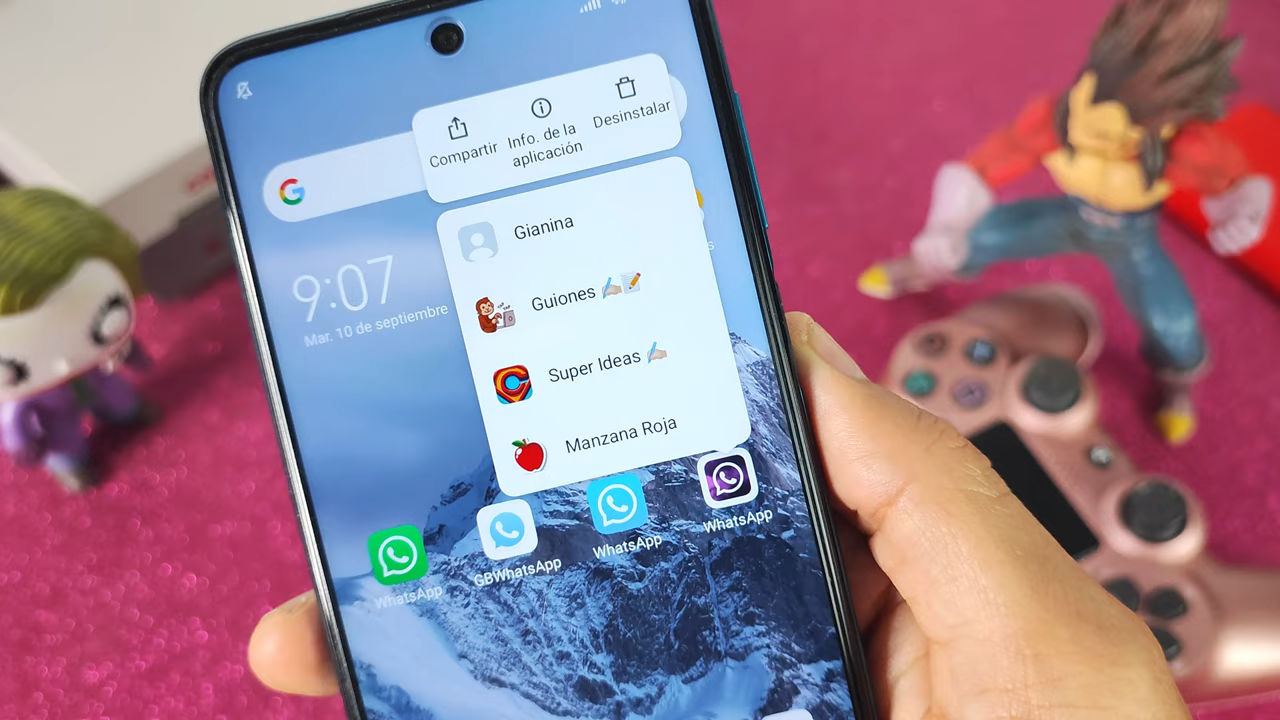 Compartir
Info. de la
aplicación
Desinstalar
Gianina
Guiones ✍🏼📝
Super Ideas ✍🏼
Manzana Roja
9:07
Mar. 10 de septiembre
WhatsApp
GBWhatsApp
WhatsApp
WhatsApp